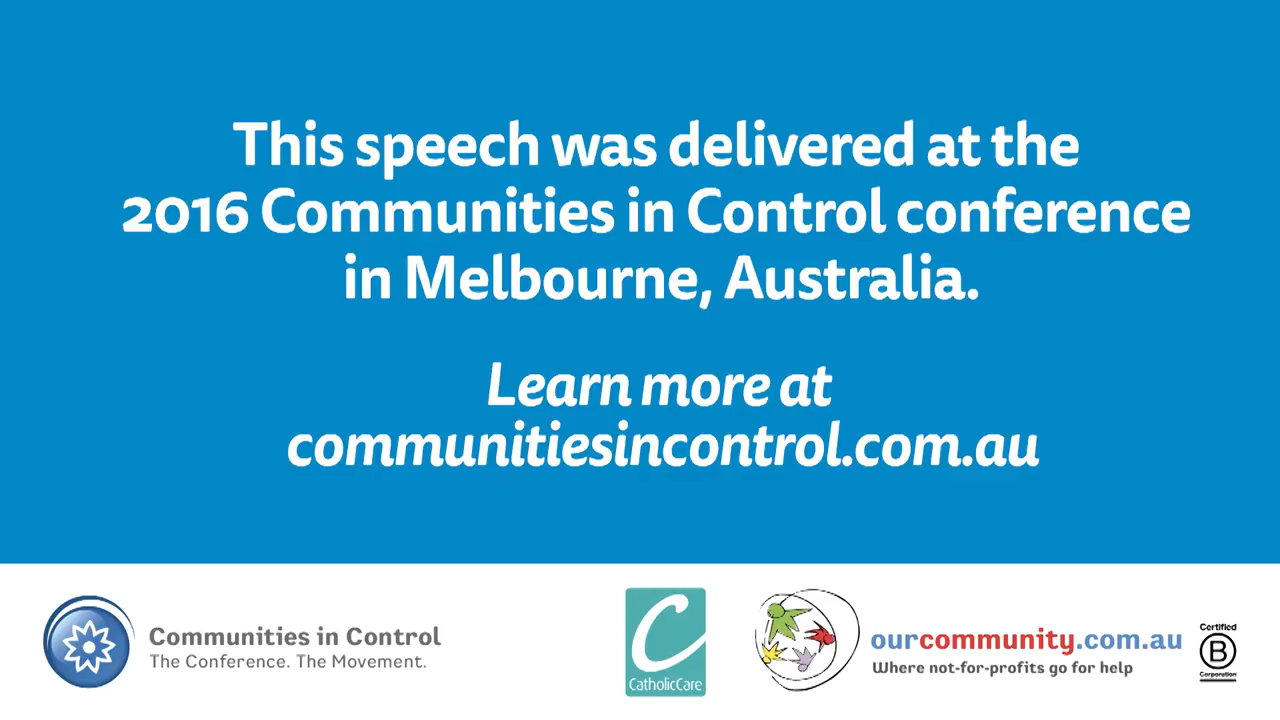 This speech was delivered at the
2016 Communities in Control conference
in Melbourne, Australia.
Learn more at
communitiesincontrol.com.au
Communities in Control
The Conference. The Movement.
C
CatholicCare
ourcommunity.com.au
Where not-for-profits go for help
Certified
B
Corporation